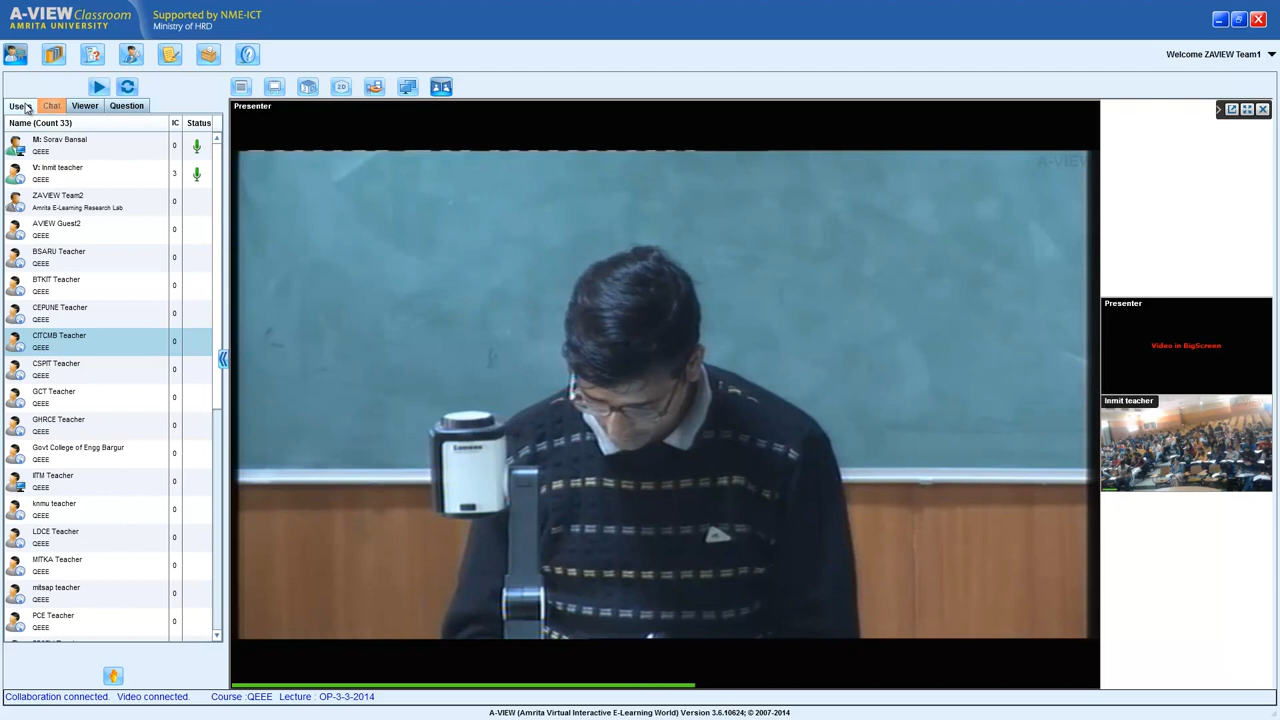 A-VIEW Classroom
AMRITA UNIVERSITY
Supported by NME-ICT
Ministry of HRD
Welcome ZAVIEW Team1
Chat
Viewer
Question
Name (Count 33)
IC
Status
M: Sorav Bansal
QEEE
0
V: Inmit teacher
QEEE
3
ZAVIEW Team2
Amrita E-Learning Research Lab
0
AVIEW Guest2
QEEE
0
BSARU Teacher
QEEE
0
BTKIT Teacher
QEEE
0
CEPUNE Teacher
QEEE
0
CITCMB Teacher
QEEE
0
CSPIT Teacher
QEEE
0
GCT Teacher
QEEE
0
GHRCE Teacher
QEEE
0
Govt College of Engg Bargur
QEEE
0
IITM Teacher
QEEE
0
knmu teacher
QEEE
0
LDCE Teacher
QEEE
0
MITKA Teacher
QEEE
0
mitsap teacher
QEEE
0
PCE Teacher
QEEE
0
Presenter
A-VIEW
Lumens
2D
Presenter
Video in BigScreen
Inmit teacher
Collaboration connected. Video connected. Course :QEEE Lecture : OP-3-3-2014
A-VIEW (Amrita Virtual Interactive E-Learning World) Version 3.6.10624; © 2007-2014